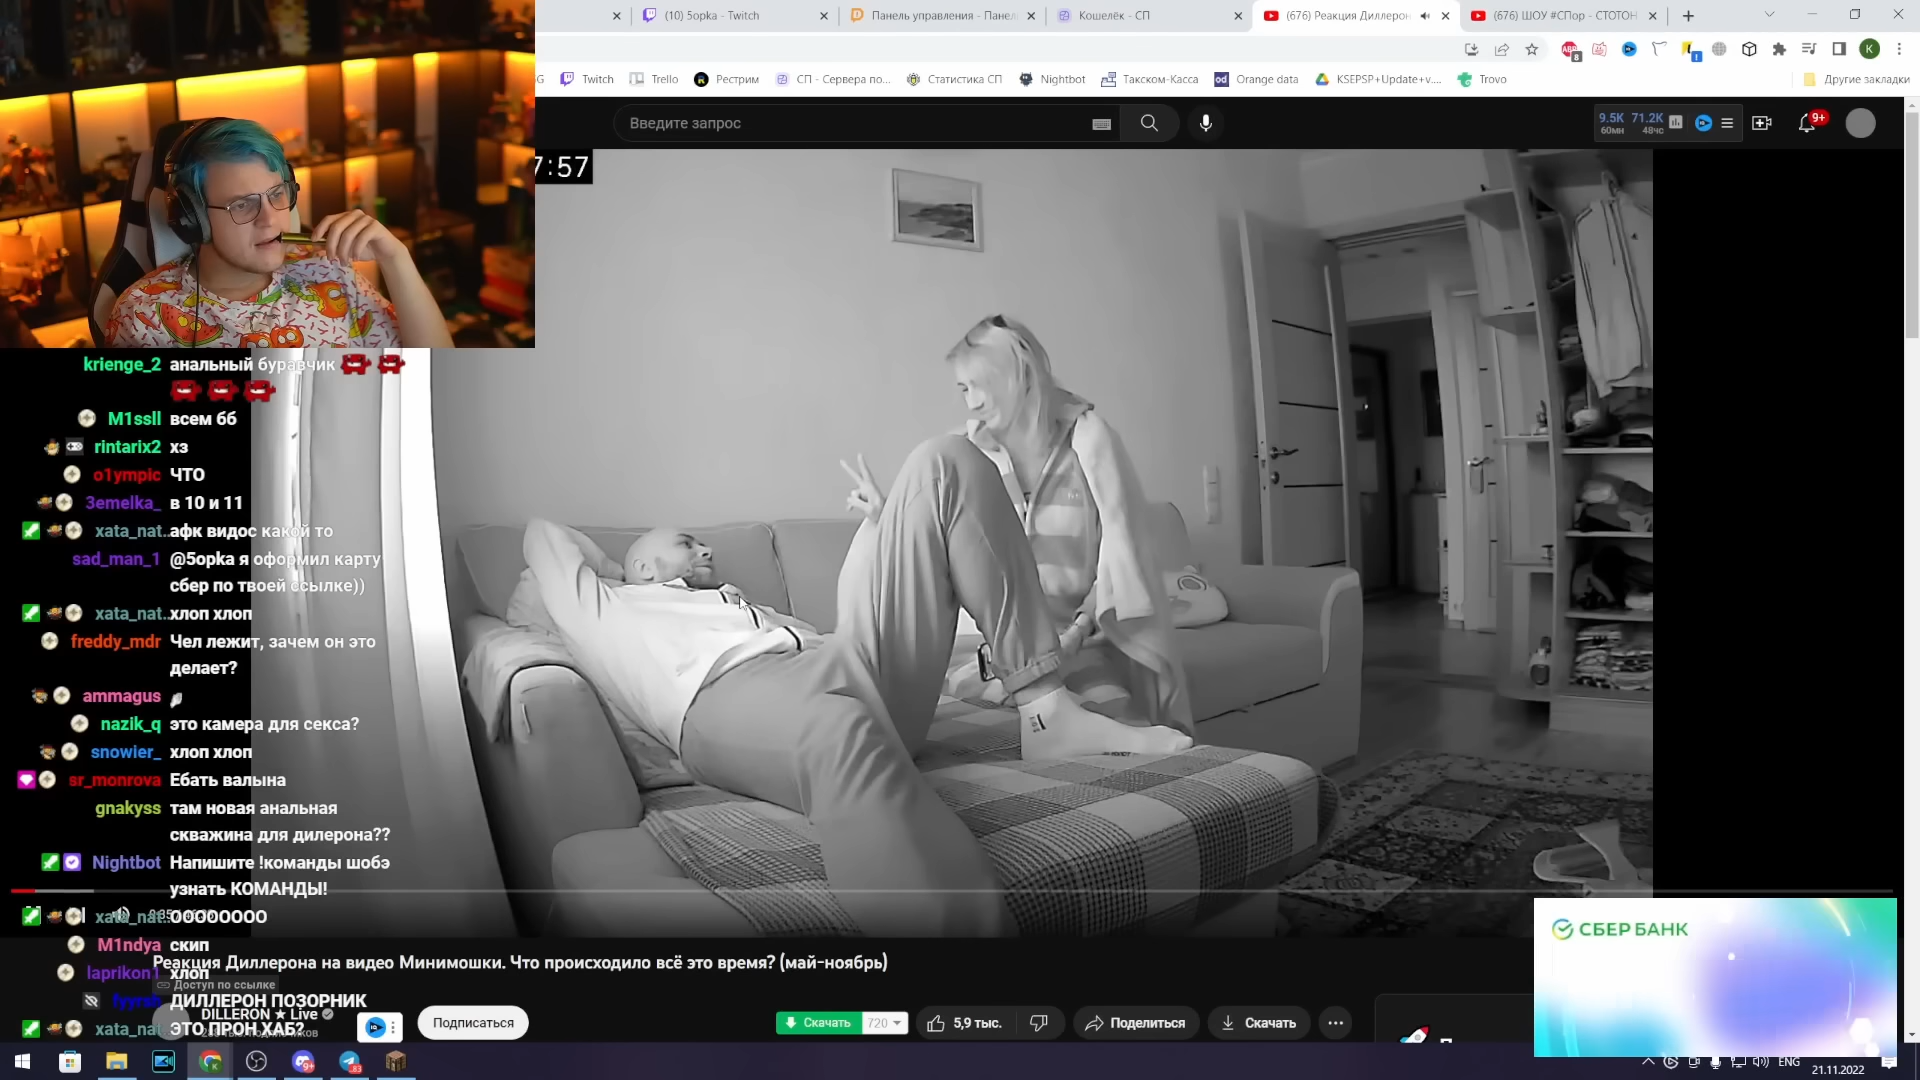 (10) 5opka - Twitch
Панель управления - Панел
Кошелёк - СП
(676) Реакция Диллерон
(676) ШОУ #СПор - СТОТОН
G
Twitch
Trello
Рестрим
СП - Сервера по...
Статистика СП
Nightbot
Такском-Касса
Orange data
KSEPSP+Update+v....
Trovo
Другие закладки
Введите запрос
9.5K 71.2K
60мн 48чс
9+
7:57
krienge_2 анальный буравчик
M1ssll всем бб
rintarix2 хз
o1ympic ЧТО
3emelka_ в 10 и 11
xata_nat.. афк видос какой то
sad_man_1 @5opka я оформил карту
сбер по твоей ссылке))
xata_nat.. хлоп хлоп
freddy_mdr Чел лежит, зачем он это
делает?
ammagus
nazik_q это камера для секса?
snowier_ хлоп хлоп
sr_monrova Ебать валына
gnakyss там новая анальная
скважина для дилерона??
Nightbot Напишите !команды шобэ
узнать КОМАНДЫ!
xata_nat..
M1ndya скип
laprikon1 хлоп
ДИЛЛЕРОН ПОЗОРНИК
xata_nat ЭТО ПРОН ХАБ?
Реакция Диллерона на видео Минимошки. Что происходило всё это время? (май-ноябрь)
Доступ по ссылке
DILLERON ★ Live
Подписаться
Скачать 720
5,9 тыс.
Поделиться
Скачать
СБЕР БАНК
ENG
21.11.2022